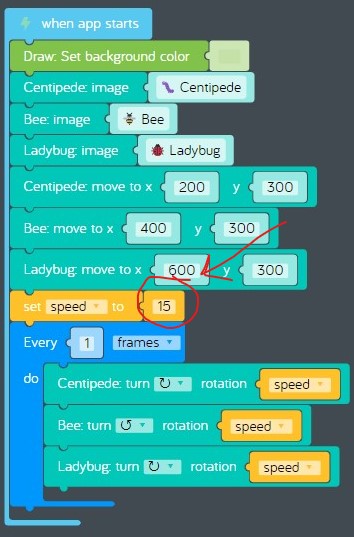 when app starts
Draw: Set background color
Centipede: image Centipede
Bee: image Bee
Ladybug: image Ladybug
Centipede: move to x 200 y 300
Bee: move to x 400 y 300
Ladybug: move to x 600 y 300
set speed to 15
Every 1 frames
do
Centipede: turn ↻ rotation speed
Bee: turn ↺ rotation speed
Ladybug: turn ↻ rotation speed